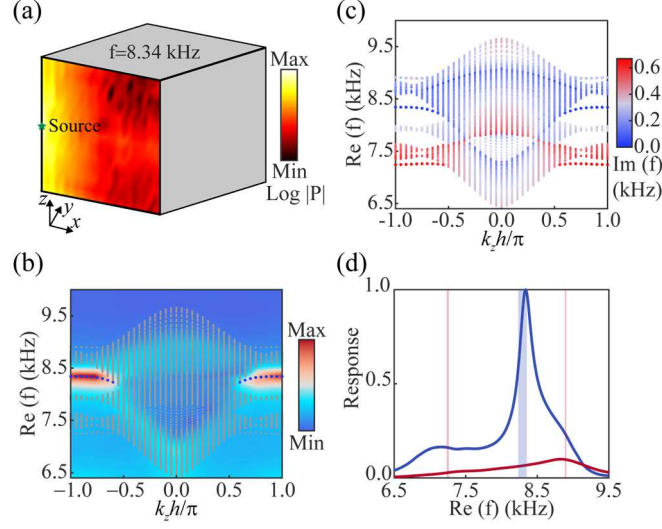 (a)
f=8.34 kHz
Max
Source
Min
Log |P|
z
y
x
(b)
Re (f) (kHz)
9.5
8.5
7.5
6.5
-1.0
-0.5
0.0
0.5
1.0
k_z h/π
Max
Min
(c)
Re (f) (kHz)
9.5
8.5
7.5
6.5
-1.0
-0.5
0.0
0.5
1.0
k_z h/π
0.6
0.4
0.2
0.0
Im (f)
(kHz)
(d)
Response
1.0
0.5
0.0
6.5
7.5
8.5
9.5
Re (f) (kHz)